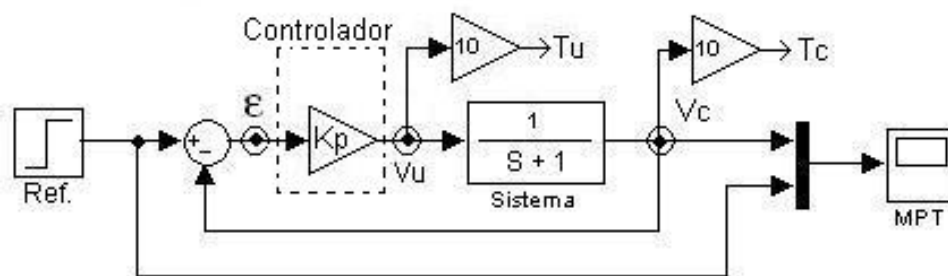 Controlador
10
Tu
10
Tc
ε
Vc
+
−
Kp
1
S + 1
Vu
Ref.
Sistema
MPT